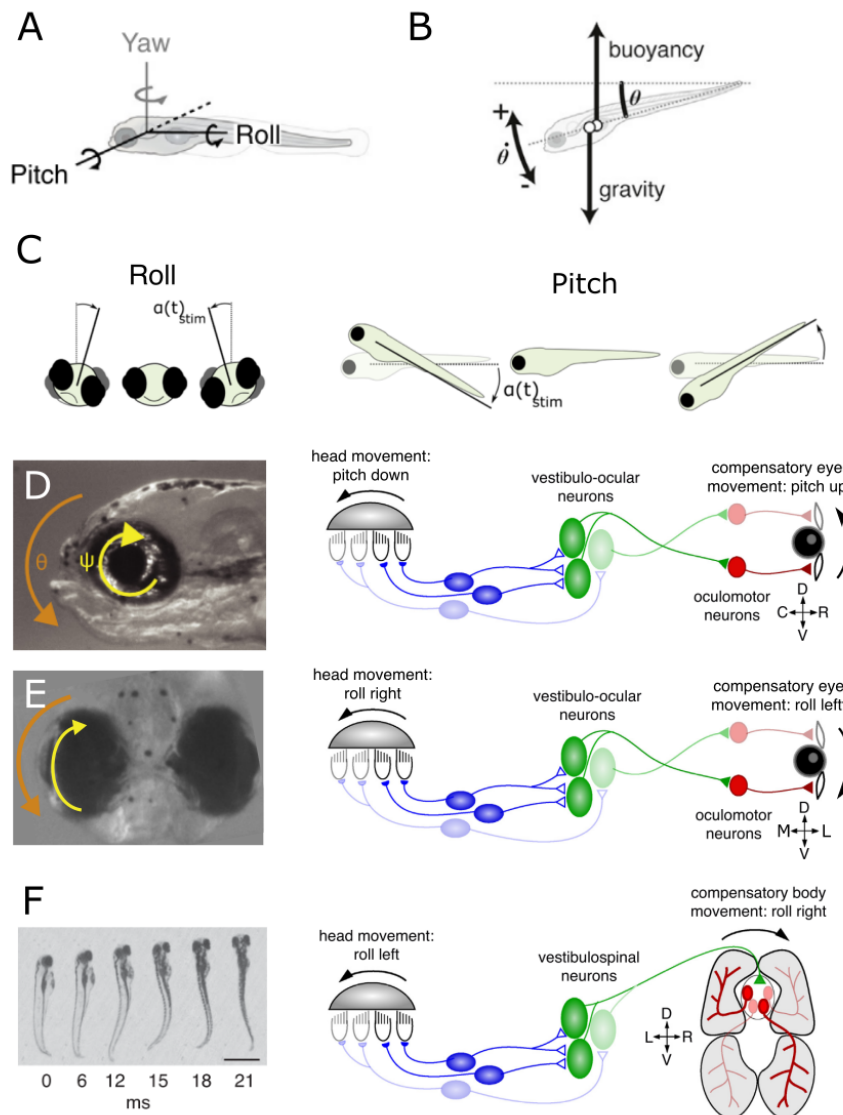 A
Yaw
Roll
Pitch
B
buoyancy
θ
+
θ̇
-
gravity
C
Roll
α(t)stim
Pitch
α(t)stim
D
θ
ψ
head movement:
pitch down
vestibulo-ocular
neurons
compensatory eye
movement: pitch up
oculomotor
neurons
D
C R
V
E
head movement:
roll right
vestibulo-ocular
neurons
compensatory eye
movement: roll left
oculomotor
neurons
D
M L
V
F
0 6 12 15 18 21
ms
head movement:
roll left
vestibulospinal
neurons
compensatory body
movement: roll right
D
L R
V